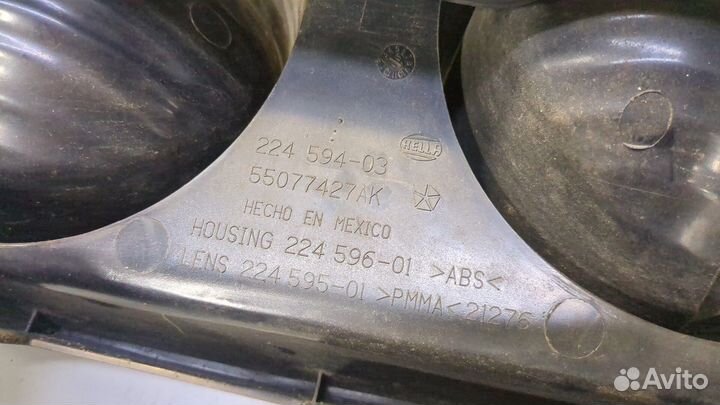 224 594-03
HELLA
55077427AK
HECHO EN MEXICO
HOUSING 224 596-01 >ABS<
LENS 224 595-01 >PMMA< 21276
Avito